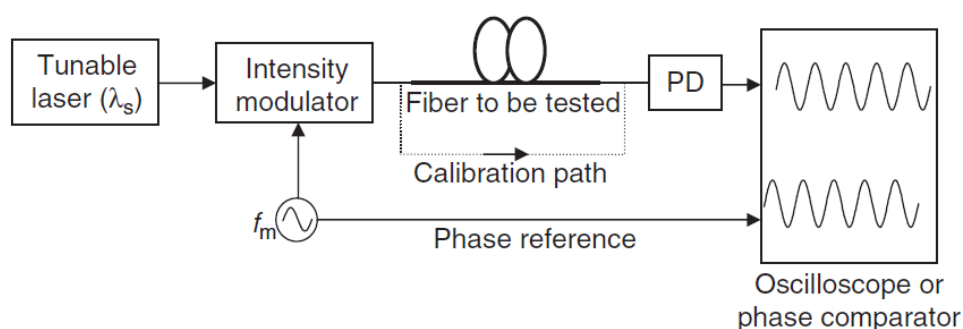 Tunable
laser (λs)
Intensity
modulator
Fiber to be tested
PD
Calibration path
fm
Phase reference
Oscilloscope or
phase comparator